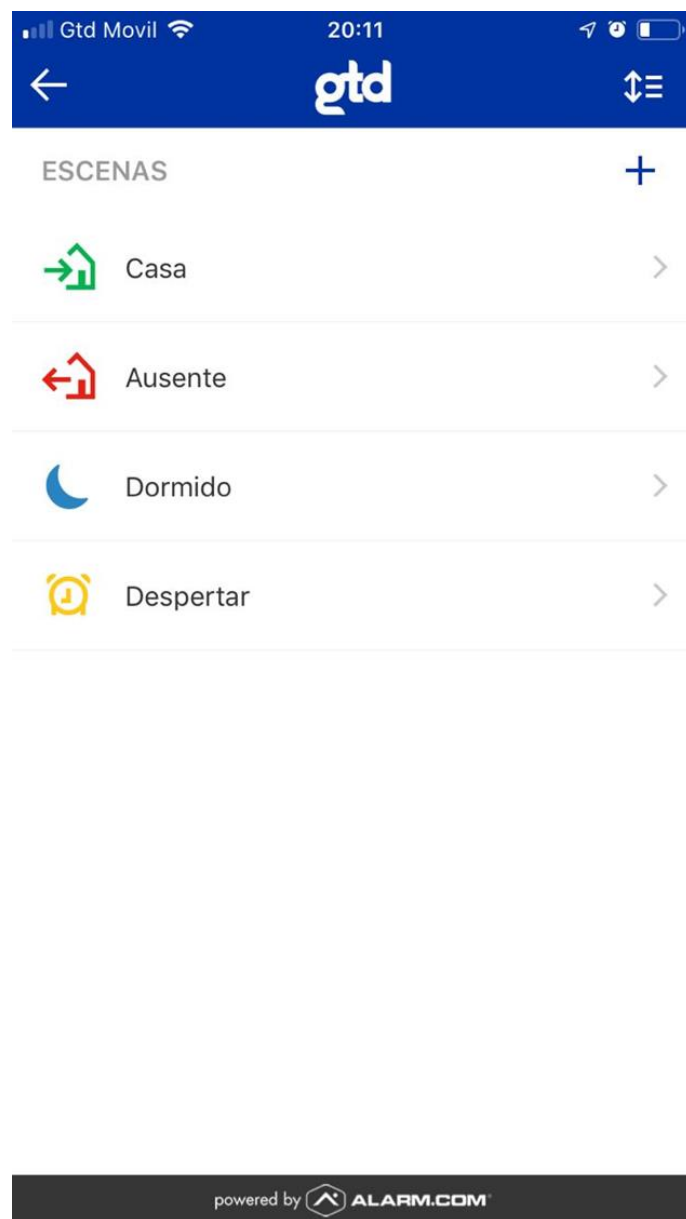 Gtd Movil 20:11
gtd
ESCENAS
Casa
Ausente
Dormido
Despertar
powered by ALARM.COM